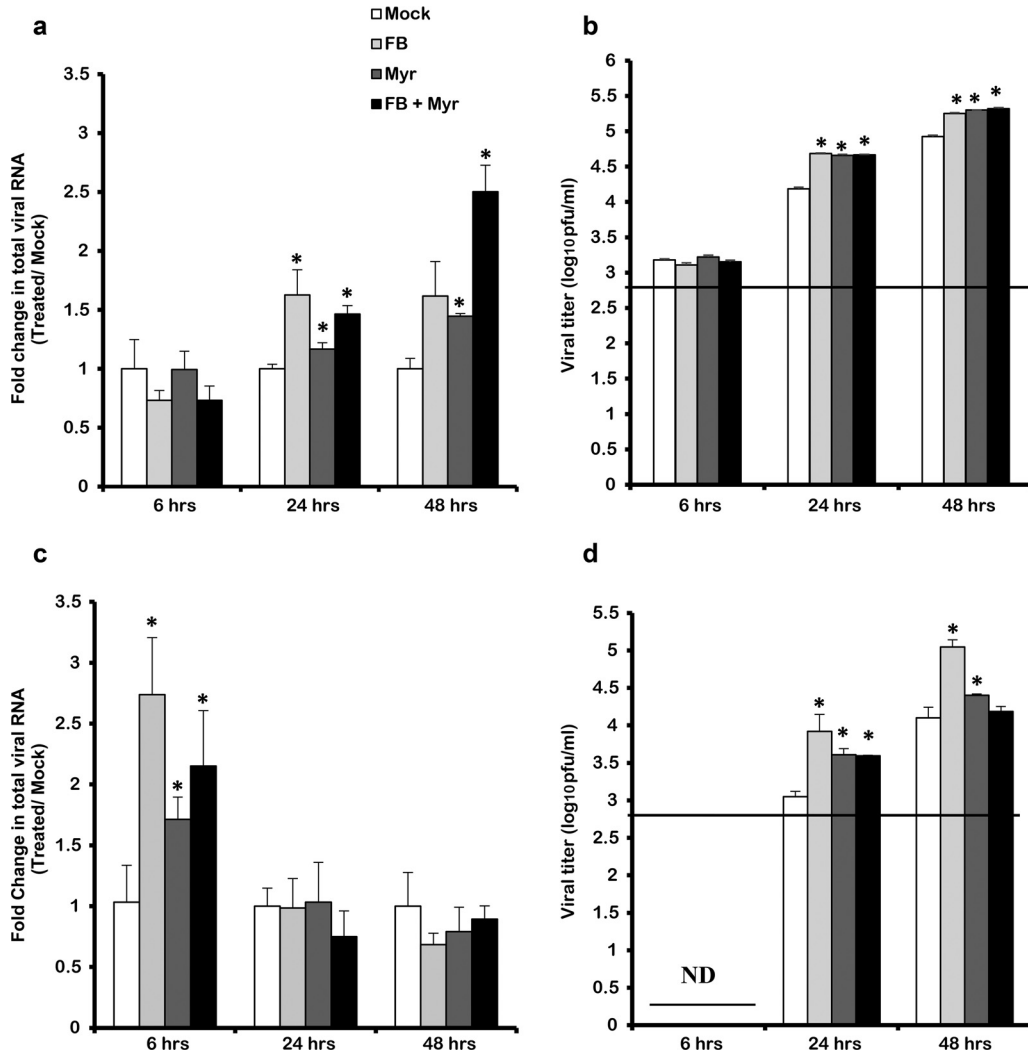 a
Mock
FB
Myr
FB + Myr
Fold change in total viral RNA
(Treated/ Mock)
3.5
3
2.5
2
1.5
1
0.5
0
*
*
*
*
*
6 hrs
24 hrs
48 hrs
b
Viral titer (log10pfu/ml)
6
5.5
5
4.5
4
3.5
3
2.5
2
1.5
1
0.5
0
* * *
* * *
6 hrs
24 hrs
48 hrs
c
Fold Change in total viral RNA
(Treated/ Mock)
3.5
3
2.5
2
1.5
1
0.5
0
*
*
*
6 hrs
24 hrs
48 hrs
d
Viral titer (log10pfu/ml)
5.5
5
4.5
4
3.5
3
2.5
2
1.5
1
0.5
0
*
*
*
*
*
ND
6 hrs
24 hrs
48 hrs